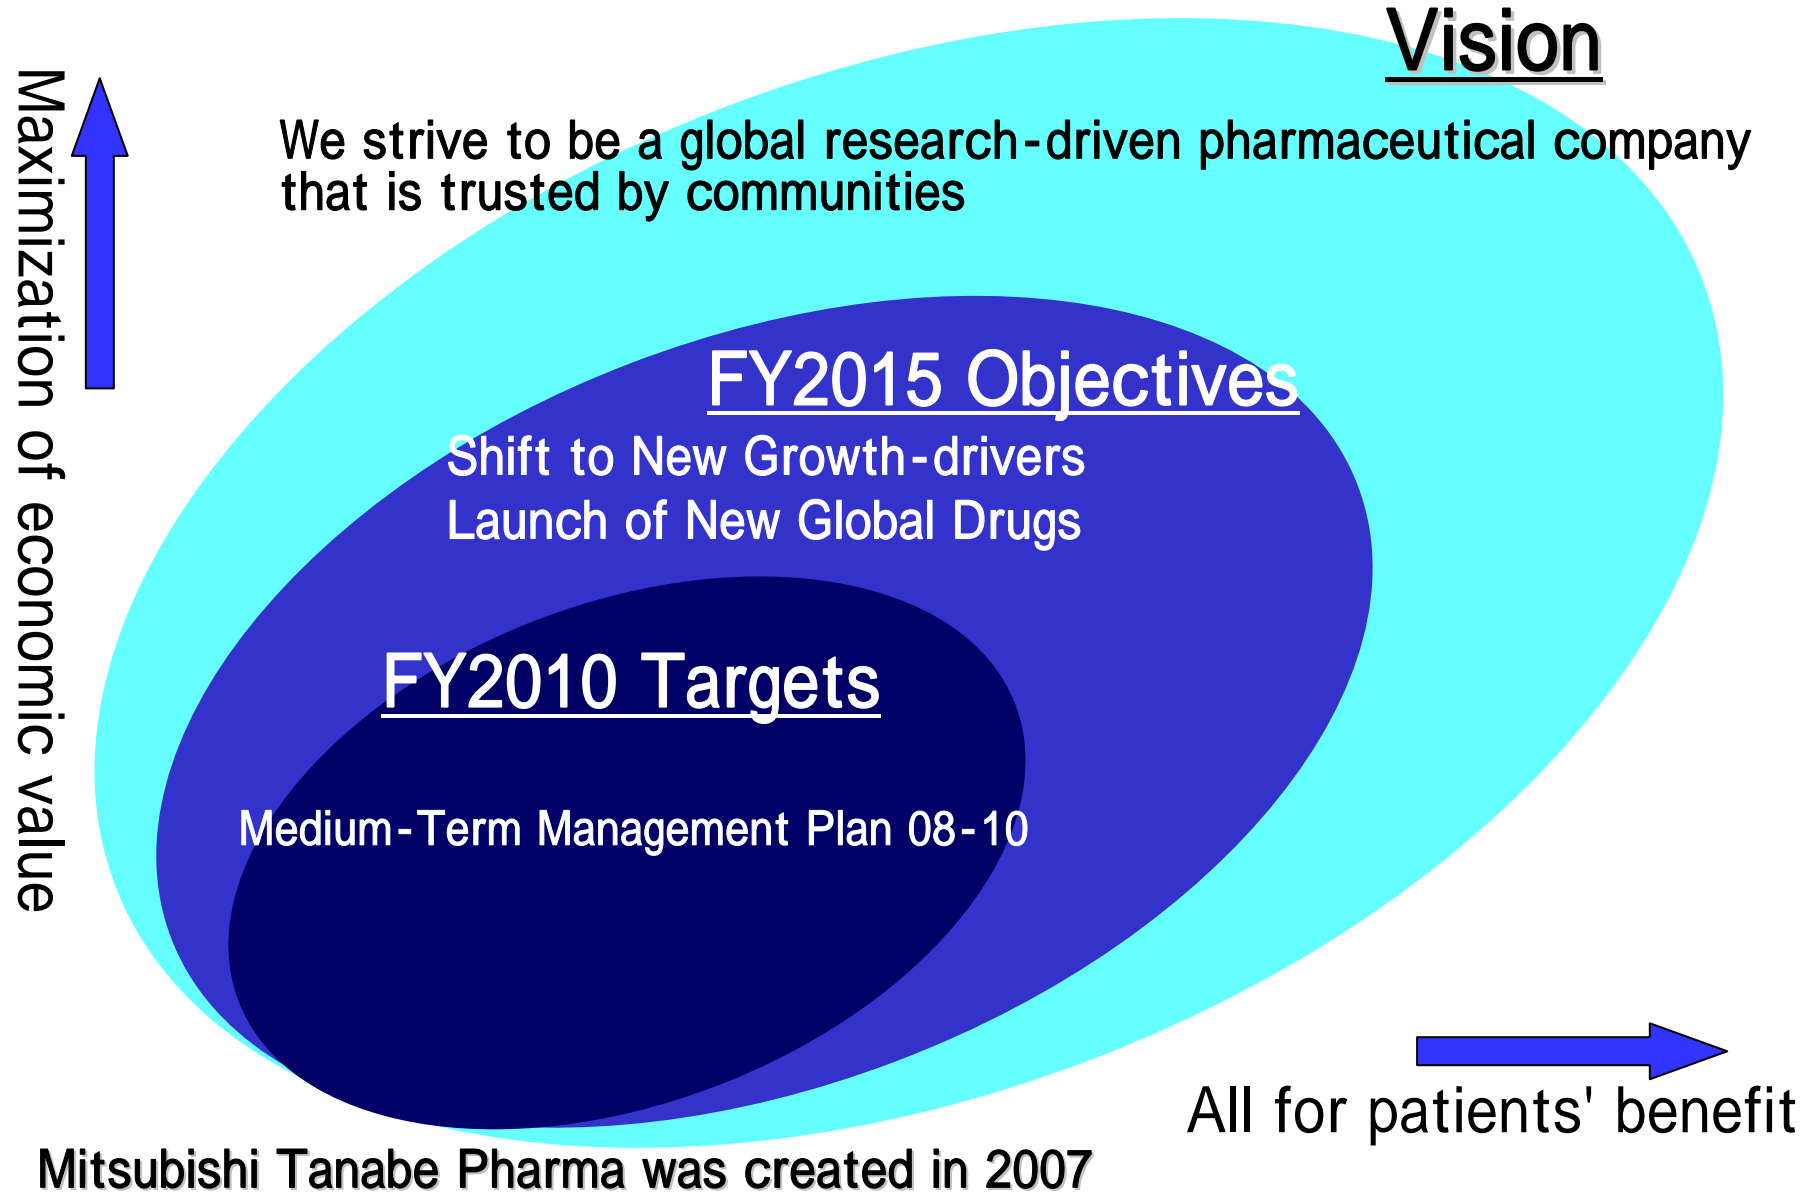 Vision
We strive to be a global research-driven pharmaceutical company
that is trusted by communities
Maximization of economic value
FY2015 Objectives
Shift to New Growth-drivers
Launch of New Global Drugs
FY2010 Targets
Medium-Term Management Plan 08-10
All for patients' benefit
Mitsubishi Tanabe Pharma was created in 2007